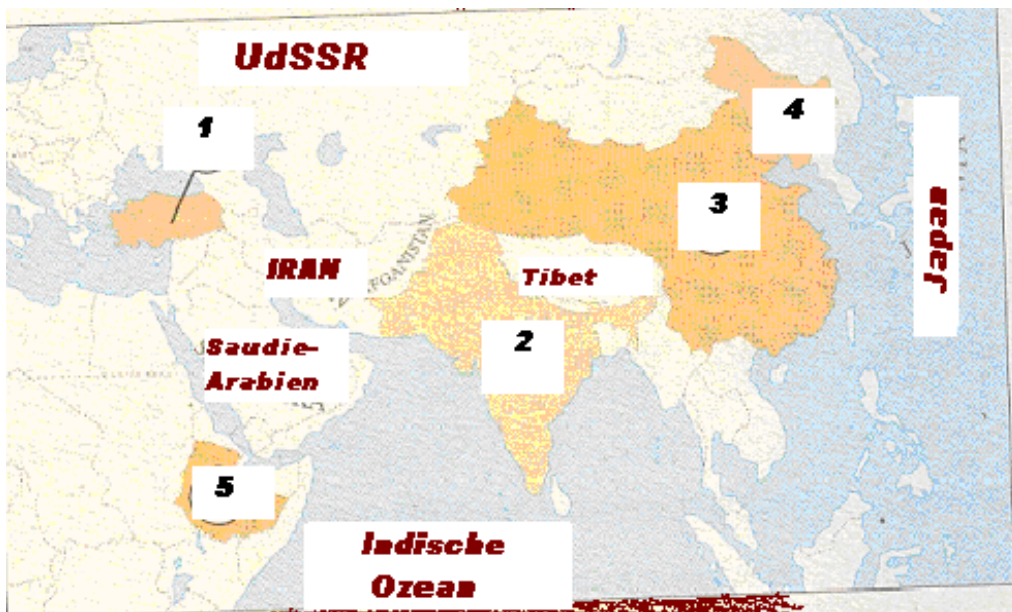 UdSSR
1
4
3
Japan
IRAN
AFGANISTAN
Tibet
2
Saudie-
Arabien
5
Indische
Ozean